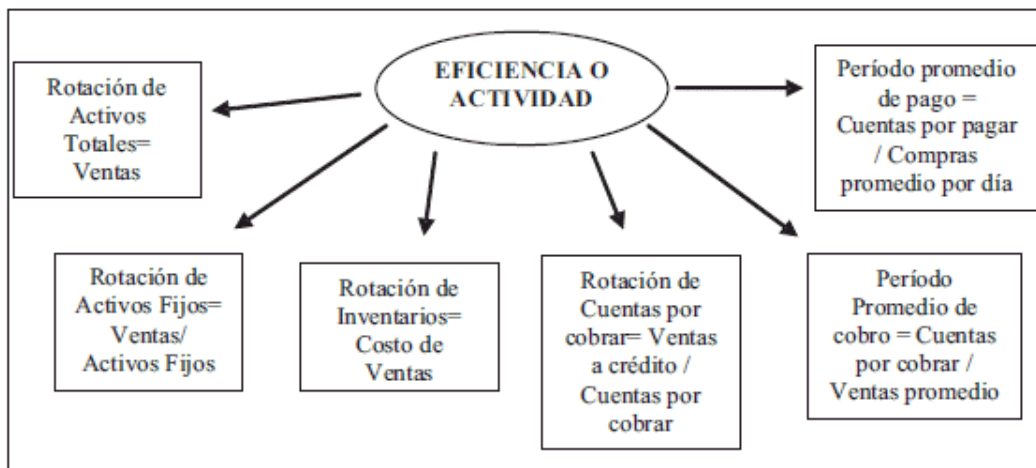 EFICIENCIA O
ACTIVIDAD
Rotación de
Activos
Totales=
Ventas
Período promedio
de pago =
Cuentas por pagar
/ Compras
promedio por día
Rotación de
Activos Fijos=
Ventas/
Activos Fijos
Rotación de
Inventarios=
Costo de
Ventas
Rotación de
Cuentas por
cobrar= Ventas
a crédito /
Cuentas por
cobrar
Período
Promedio de
cobro = Cuentas
por cobrar /
Ventas promedio